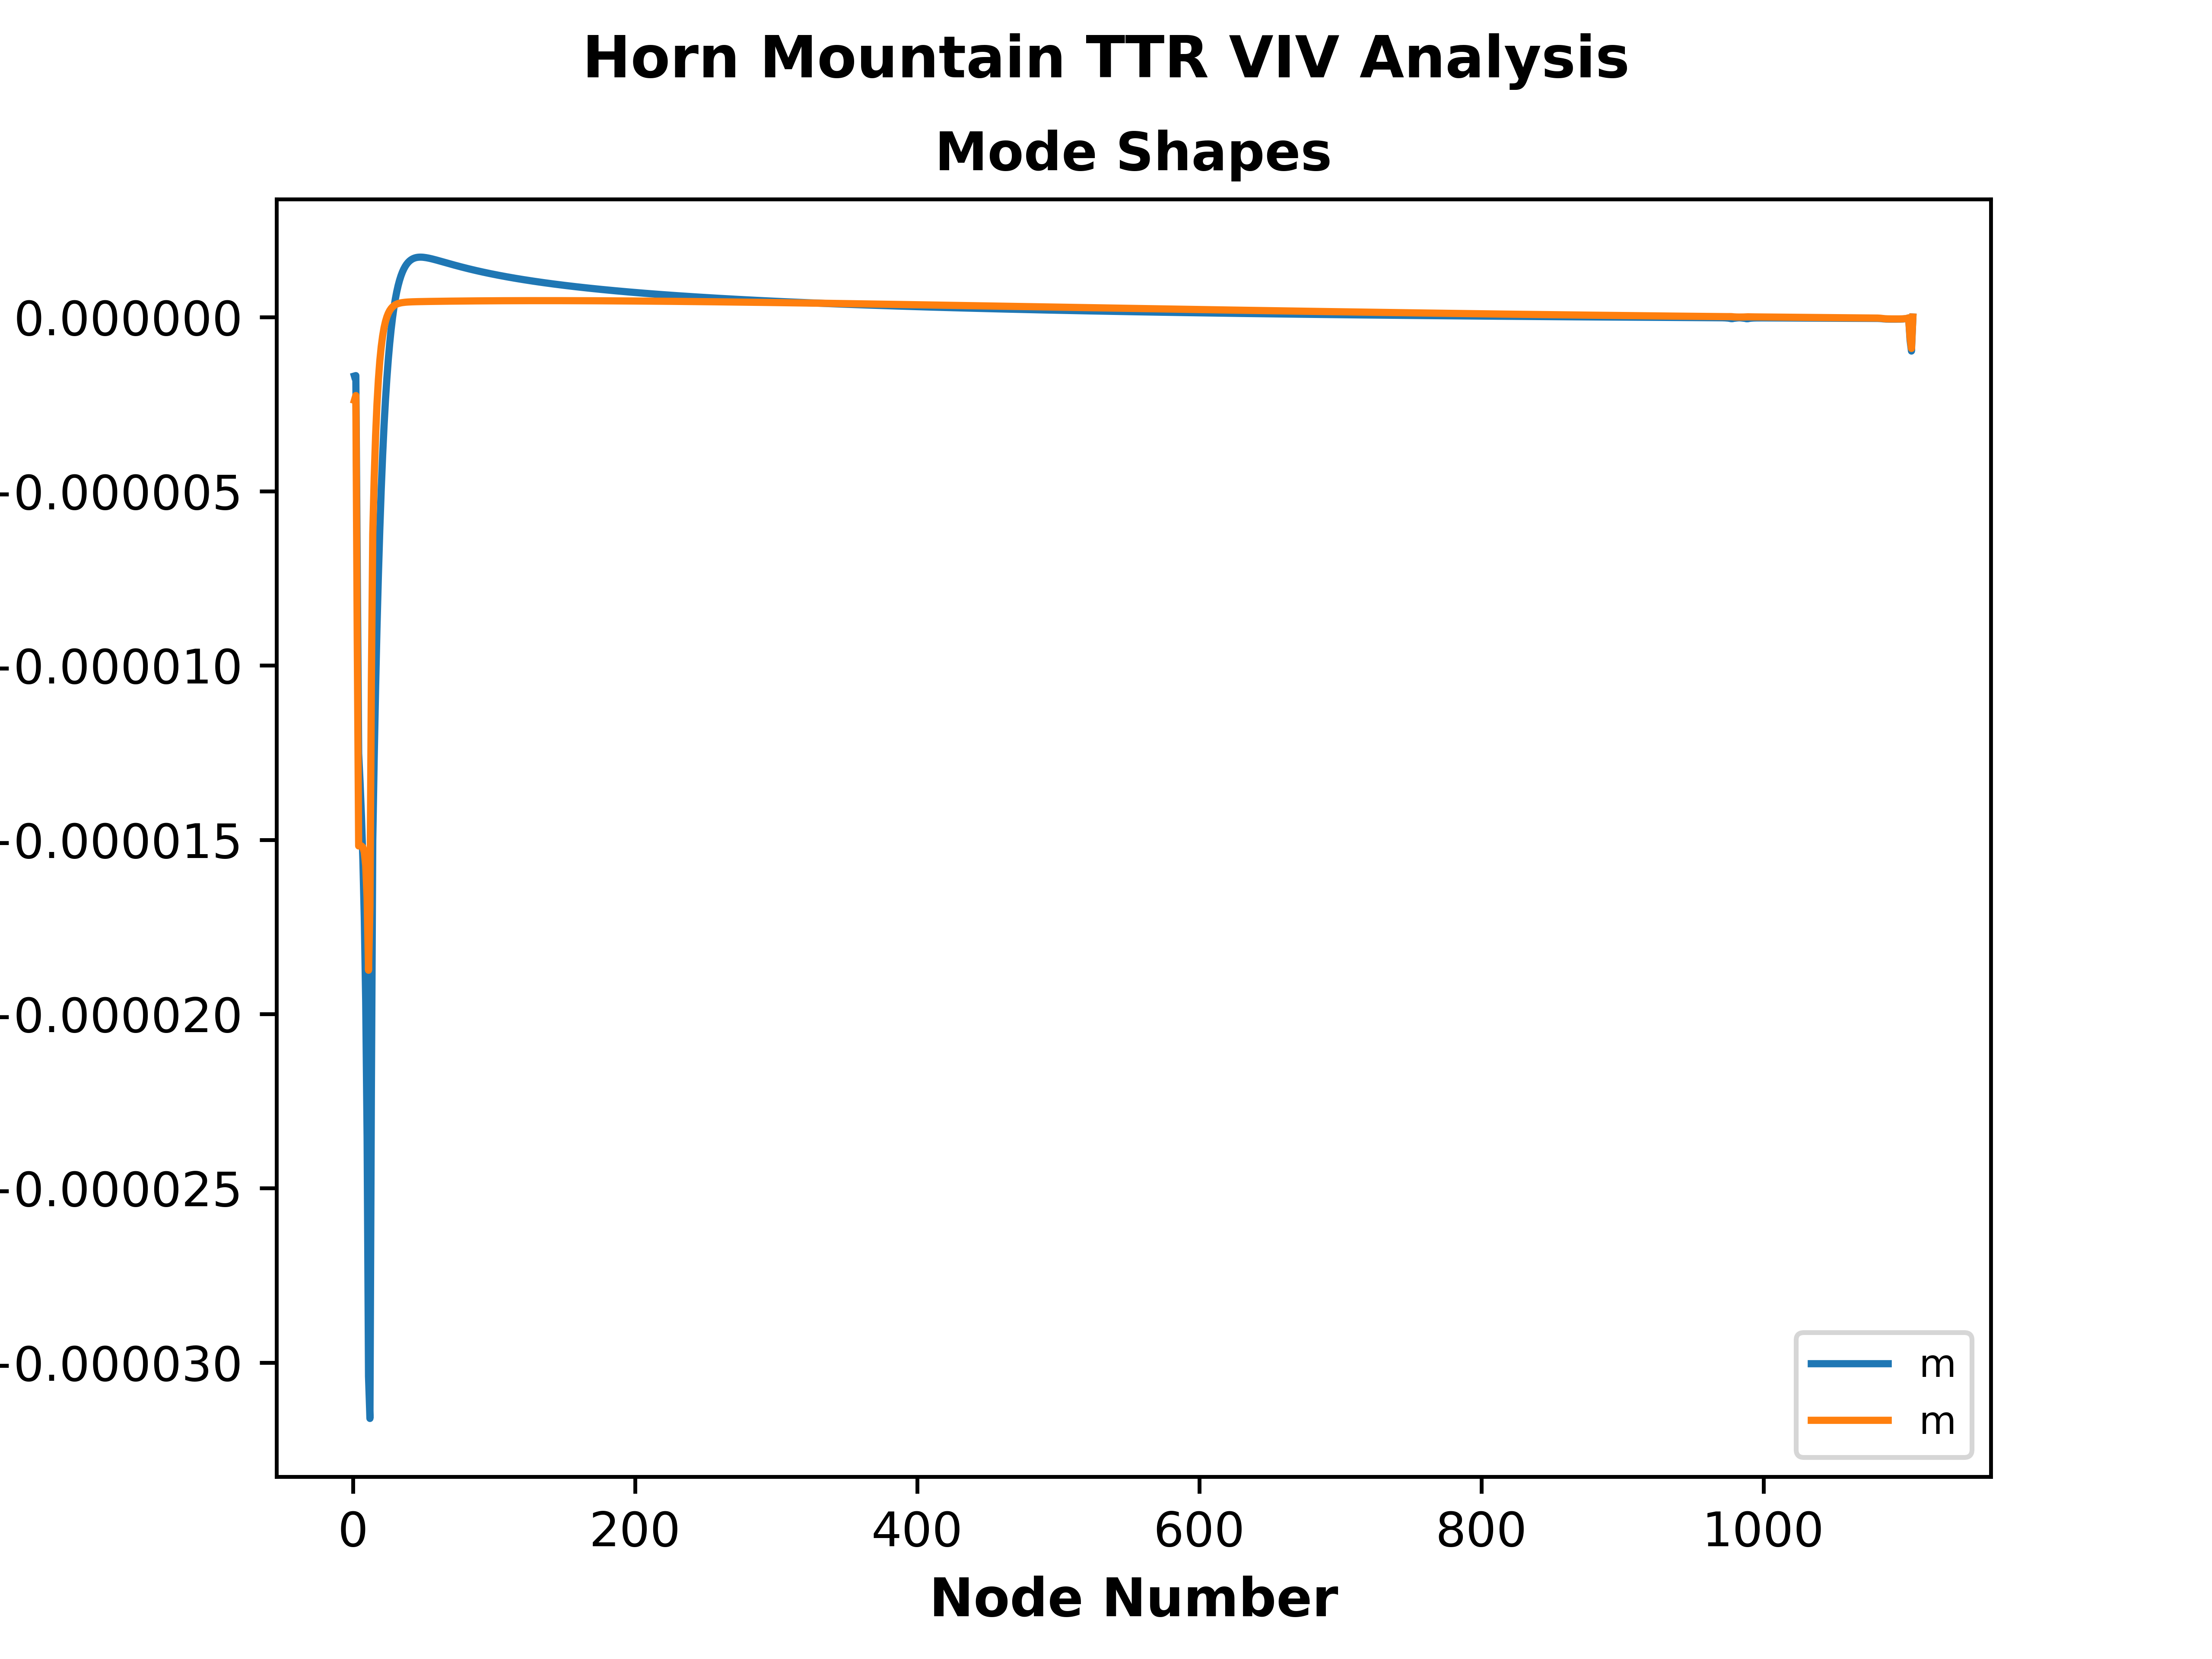 Horn Mountain TTR VIV Analysis
Mode Shapes
0.000000
-0.000005
-0.000010
-0.000015
-0.000020
-0.000025
-0.000030
m
m
0 200 400 600 800 1000
Node Number